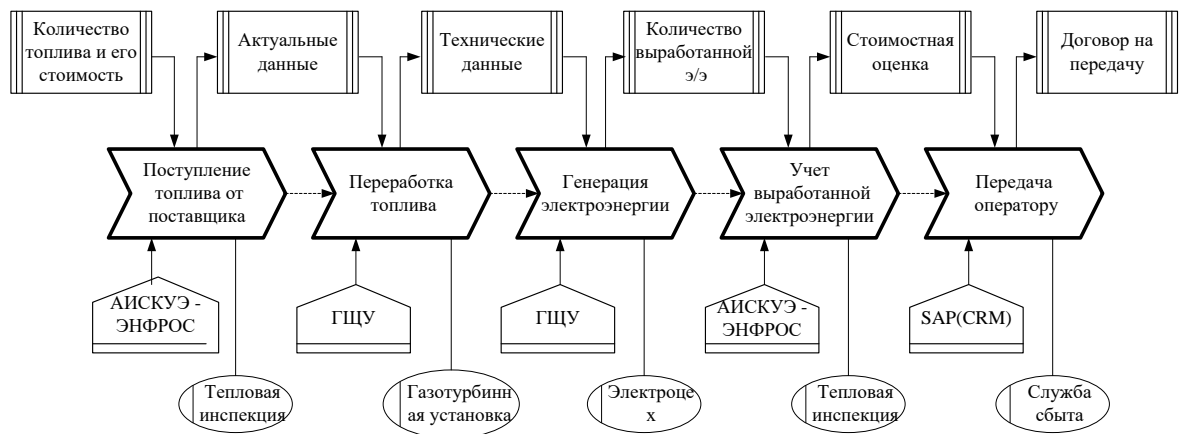 Количество
топлива и его
стоимость
Актуальные
данные
Технические
данные
Количество
выработанной
э/э
Стоимостная
оценка
Договор на
передачу
Поступление
топлива от
поставщика
Переработка
топлива
Генерация
электроэнергии
Учет
выработанной
электроэнергии
Передача
оператору
АИСКУЭ -
ЭНФРОС
ГЩУ
ГЩУ
АИСКУЭ -
ЭНФРОС
SAP(CRM)
Тепловая
инспекция
Газотурбинн
ая установка
Электроце
х
Тепловая
инспекция
Служба
сбыта